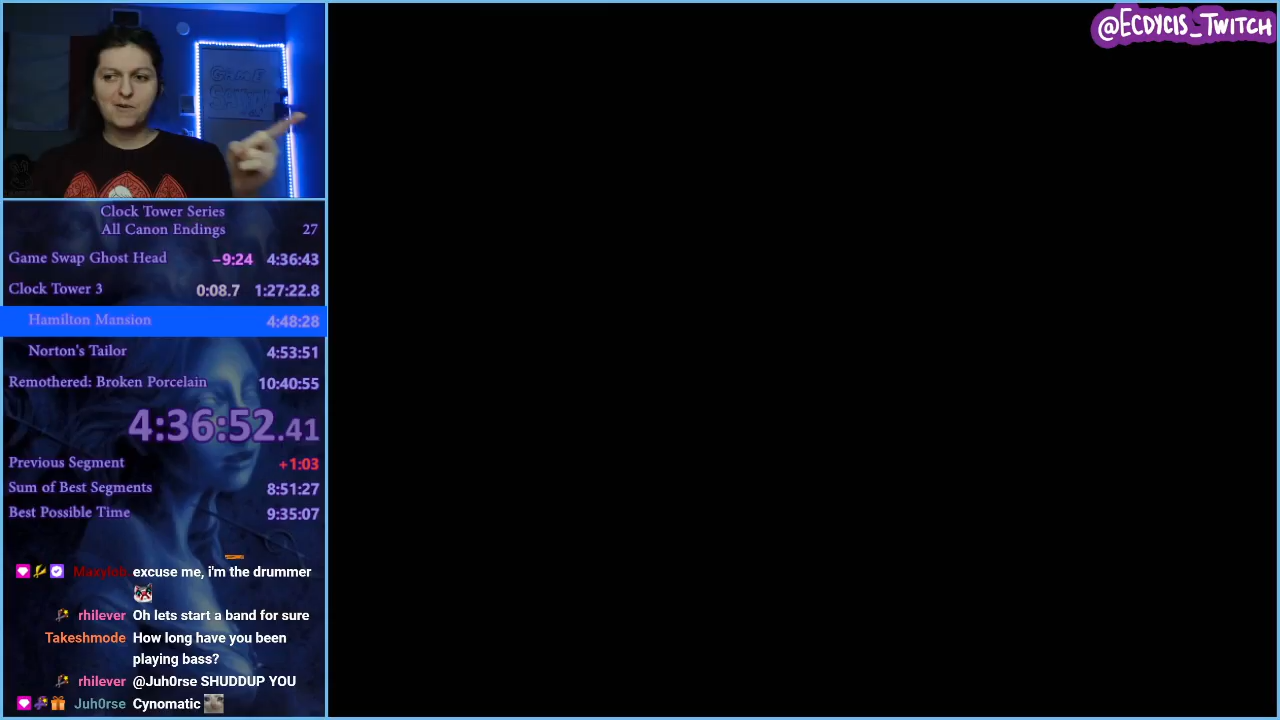 @ECDYCIS_TWITCH
Clock Tower Series
All Canon Endings 27
Game Swap Ghost Head −9:24 4:36:43
Clock Tower 3 0:08.7 1:27:22.8
Hamilton Mansion 4:48:28
Norton's Tailor 4:53:51
Remothered: Broken Porcelain 10:40:55
4:36:52.41
Previous Segment +1:03
Sum of Best Segments 8:51:27
Best Possible Time 9:35:07
Maxylob excuse me, i'm the drummer
rhilever Oh lets start a band for sure
Takeshmode How long have you been
playing bass?
rhilever @Juh0rse SHUDDUP YOU
Juh0rse Cynomatic